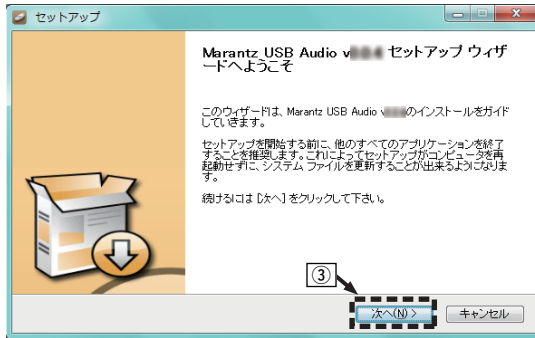 セットアップ
Marantz USB Audio v セットアップ ウィザ
ードへようこそ
このウィザードは、Marantz USB Audio v のインストールをガイド
していきます。
セットアップを開始する前に、他のすべてのアプリケーションを終了
することを推奨します。これによってセットアップがコンピュータを再
起動せずに、システム ファイルを更新することが出来るようになりま
す。
続けるには [次へ] をクリックして下さい。
③
次へ(N) >
キャンセル